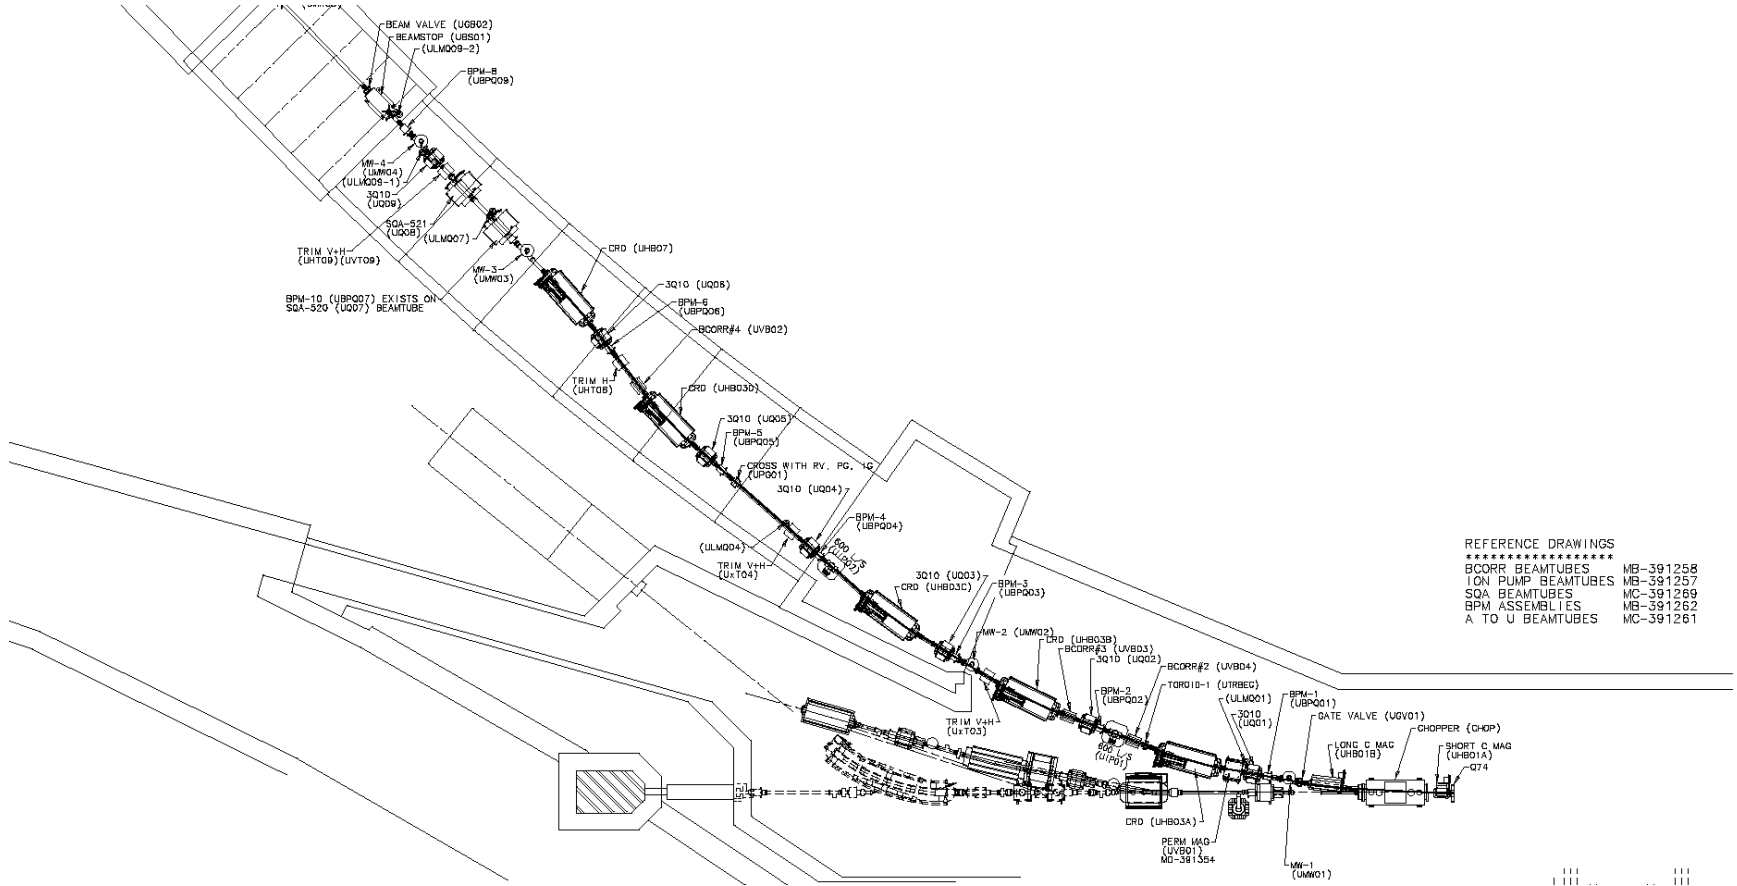 BEAM VALVE (UGB02)
BEAMSTOP (UBS01)
(ULMQ09-2)
BPM-8
(UBPQ09)
MW-4
(UMW04)
(ULMQ09-1)
3Q10
(UQ09)
SQA-521
(UQ08)
(ULMQ07)
TRIM V+H
(UHT09)(UVT09)
MW-3
(UMW03)
CRD (UHB07)
BPM-10 (UBPQ07) EXISTS ON
SQA-520 (UQ07) BEAMTUBE
3Q10 (UQ06)
BPM-6
(UBPQ06)
BCORR#4 (UVB02)
TRIM H
(UHT06)
CRD (UHB03D)
3Q10 (UQ05)
BPM-5
(UBPQ05)
CROSS WITH RV, PG, IG
(UPG01)
3Q10 (UQ04)
BPM-4
(UBPQ04)
600 L/S
(UIP02)
(ULMQ04)
TRIM V+H
(UxT04)
3Q10 (UQ03)
CRD (UHB03C)
BPM-3
(UBPQ03)
REFERENCE DRAWINGS
*****************
BCORR BEAMTUBES MB-391258
ION PUMP BEAMTUBES MB-391257
SQA BEAMTUBES MC-391269
BPM ASSEMBLIES MB-391262
A TO U BEAMTUBES MC-391261
MW-2 (UMW02)
CRD (UHB03B)
BCORR#3 (UVB03)
3Q10 (UQ02)
BCORR#2 (UVB04)
BPM-2
(UBPQ02)
TOROID-1 (UTRBEG)
(ULMQ01)
BPM-1
(UBPQ01)
3Q10
(UQ01)
GATE VALVE (UGV01)
TRIM V+H
(UxT03)
600 L/S
(UIP01)
LONG C MAG
(UHB01B)
CHOPPER (CHOP)
SHORT C MAG
(UHB01A)
Q74
CRD (UHB03A)
PERM MAG
(UVB01)
MD-391354
MW-1
(UMW01)